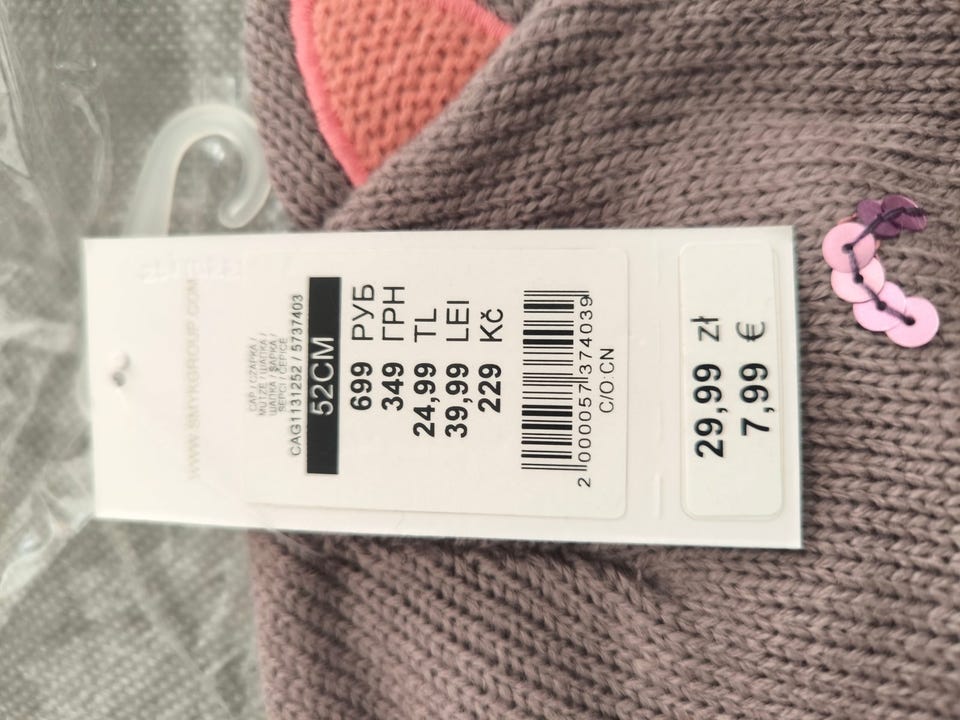 WWW.SMYKGROUP.COM
CAP / CZAPKA /
MÜTZE / ШАПКА /
ШАПКА / ŞAPKA /
SEPCI / ČEPICE
CAG1131252 / 5737403
52CM
699 РУБ
349 ГРН
24,99 TL
39,99 LEI
229 Kč
2 000057 374039
C/O:CN
29,99 zł
7,99 €